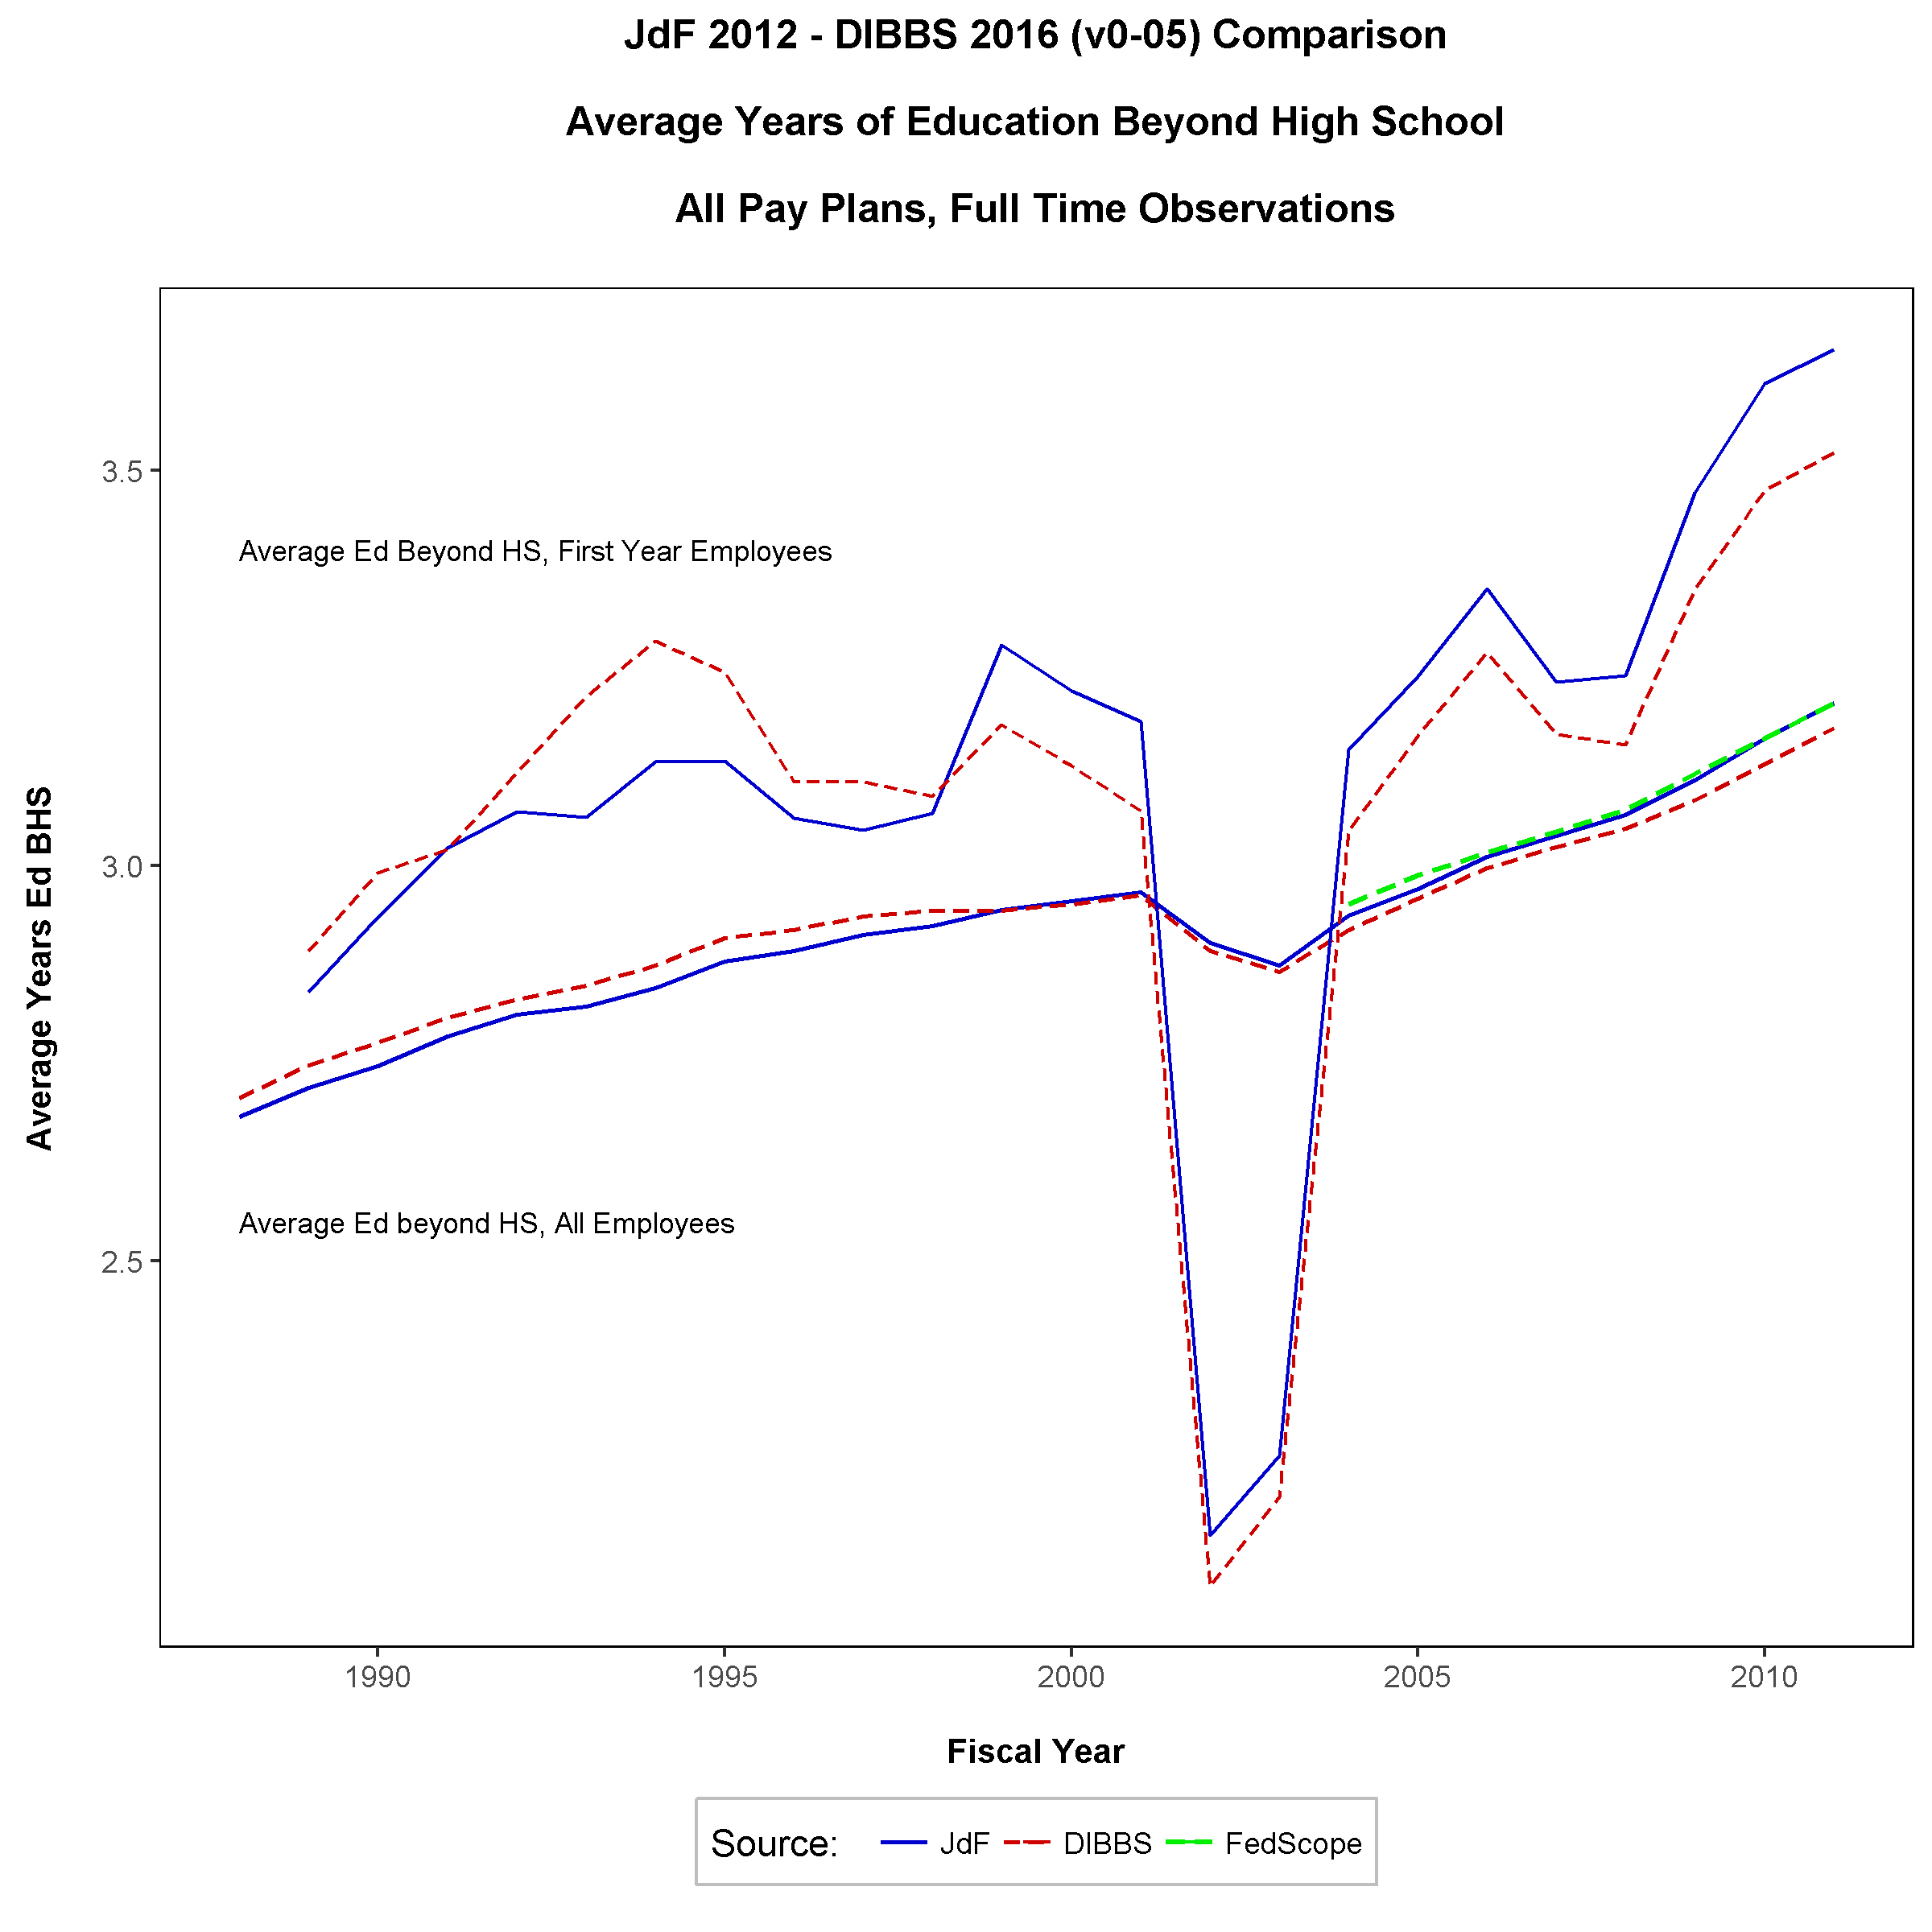 JdF 2012 - DIBBS 2016 (v0-05) Comparison
Average Years of Education Beyond High School
All Pay Plans, Full Time Observations
Average Years Ed BHS
3.5
3.0
2.5
Average Ed Beyond HS, First Year Employees
Average Ed beyond HS, All Employees
1990 1995 2000 2005 2010
Fiscal Year
Source: JdF DIBBS FedScope